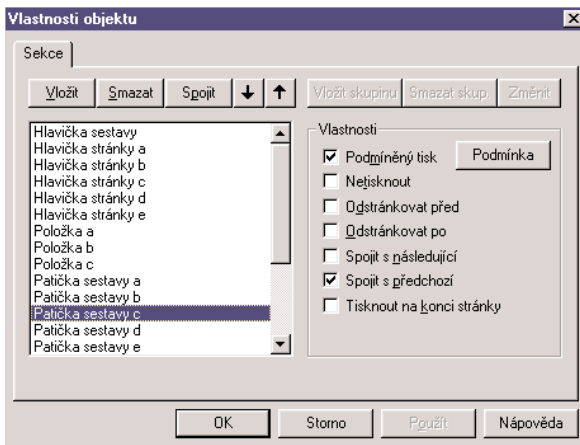 Vlastnosti objektu
Sekce
Vložit Smazat Spojit Vložit skupinu Smazat skup. Změnit
Hlavička sestavy
Hlavička stránky a
Hlavička stránky b
Hlavička stránky c
Hlavička stránky d
Hlavička stránky e
Položka a
Položka b
Položka c
Patička sestavy a
Patička sestavy b
Patička sestavy c
Patička sestavy d
Patička sestavy e
Vlastnosti
Podmíněný tisk Podmínka
Netisknout
Odstránkovat před
Odstránkovat po
Spojit s následující
Spojit s předchozí
Tisknout na konci stránky
OK Storno Použít Nápověda